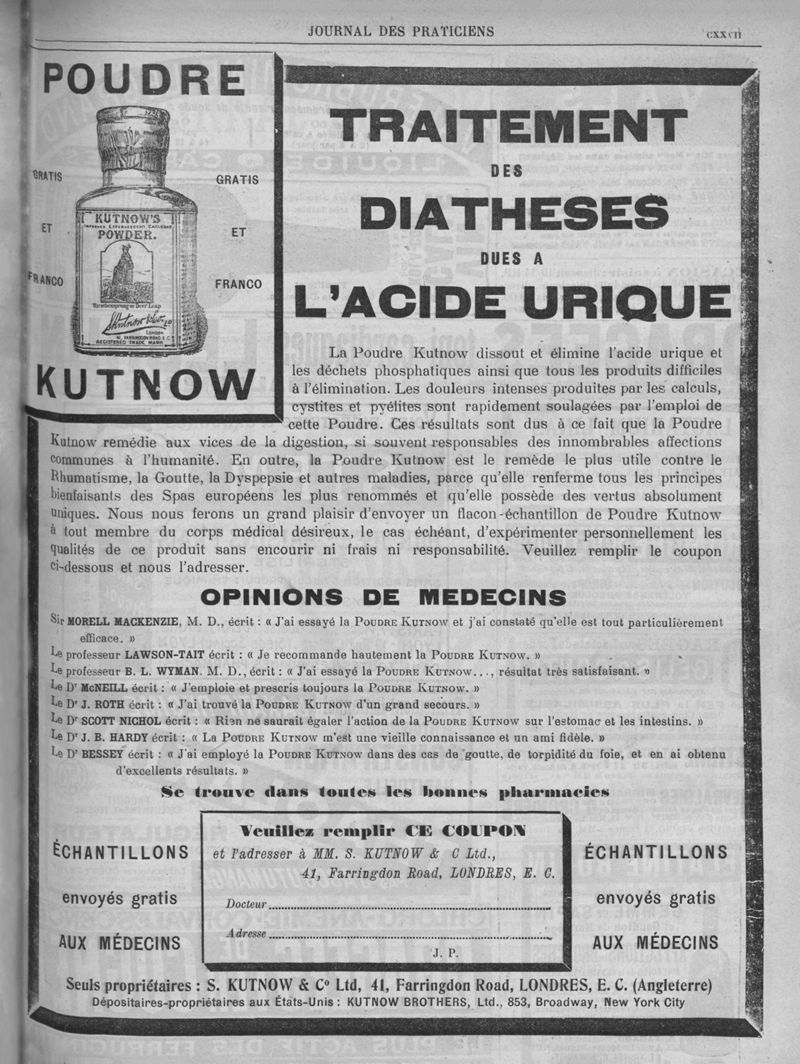 JOURNAL DES PRATICIENS
CXXVII
POUDRE
GRATIS
ET
FRANCO
KUTNOW'S
IMPROVED EFFERVESCENT CARLSBAD
POWDER.
Hirschensprung or Deer Leap
S. Kutnow & Co. Ld
LONDON
41, FARRINGDON ROAD E.C.
REGISTERED TRADE MARK
GRATIS
ET
FRANCO
KUTNOW
TRAITEMENT
DES
DIATHESES
DUES A
L'ACIDE URIQUE
La Poudre Kutnow dissout et élimine l'acide urique et
les déchets phosphatiques ainsi que tous les produits difficiles
à l'élimination. Les douleurs intenses produites par les calculs,
cystites et pyélites sont rapidement soulagées par l'emploi de
cette Poudre. Ces résultats sont dus à ce fait que la Poudre
Kutnow remédie aux vices de la digestion, si souvent responsables des innombrables affections
communes à l'humanité. En outre, la Poudre Kutnow est le remède le plus utile contre le
Rhumatisme, la Goutte, la Dyspepsie et autres maladies, parce qu'elle renferme tous les principes
bienfaisants des Spas européens les plus renommés et qu'elle possède des vertus absolument
uniques. Nous nous ferons un grand plaisir d'envoyer un flacon-échantillon de Poudre Kutnow
à tout membre du corps médical désireux, le cas échéant, d'expérimenter personnellement les
qualités de ce produit sans encourir ni frais ni responsabilité. Veuillez remplir le coupon
ci-dessous et nous l'adresser.
OPINIONS DE MEDECINS
Sir MORELL MACKENZIE, M. D., écrit : « J'ai essayé la POUDRE KUTNOW et j'ai constaté qu'elle est tout particulièrement
efficace. »
Le professeur LAWSON-TAIT écrit : « Je recommande hautement la POUDRE KUTNOW. »
Le professeur B. L. WYMAN. M. D., écrit : « J'ai essayé la POUDRE KUTNOW..., résultat très satisfaisant. »
Le Dr McNEILL écrit : « J'emploie et prescris toujours la POUDRE KUTNOW. »
Le Dr J. ROTH écrit : « J'ai trouvé la POUDRE KUTNOW d'un grand secours. »
Le Dr SCOTT NICHOL écrit : « Rien ne saurait égaler l'action de la POUDRE KUTNOW sur l'estomac et les intestins. »
Le Dr J. B. HARDY écrit : « La POUDRE KUTNOW m'est une vieille connaissance et un ami fidèle. »
Le Dr BESSEY écrit : « J'ai employé la POUDRE KUTNOW dans des cas de goutte, de torpidité du foie, et en ai obtenu
d'excellents résultats. »
Se trouve dans toutes les bonnes pharmacies
ÉCHANTILLONS
envoyés gratis
AUX MÉDECINS
Veuillez remplir CE COUPON
et l'adresser à MM. S. KUTNOW & C Ltd.,
41, Farringdon Road, LONDRES, E. C.
Docteur
Adresse
J. P.
ÉCHANTILLONS
envoyés gratis
AUX MÉDECINS
Seuls propriétaires : S. KUTNOW & Co Ltd, 41, Farringdon Road, LONDRES, E. C. (Angleterre)
Dépositaires-propriétaires aux États-Unis : KUTNOW BROTHERS, Ltd., 853, Broadway, New York City